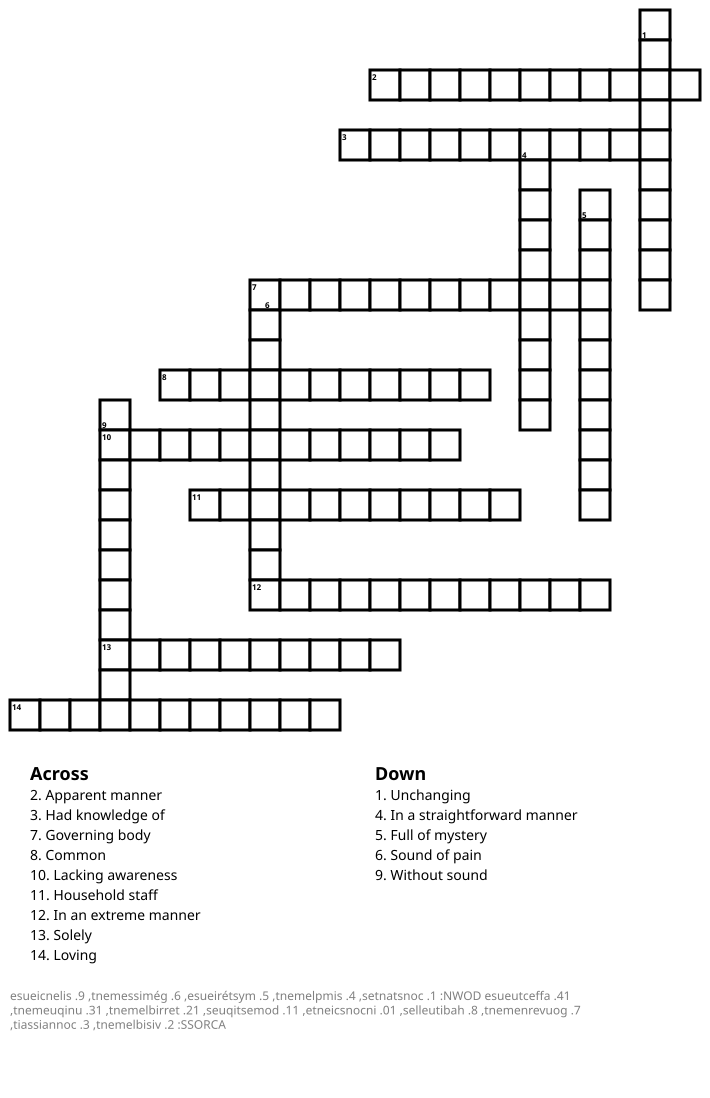 1
2
3
4
5
7
6
8
9
10
11
12
13
14
Across
2. Apparent manner
3. Had knowledge of
7. Governing body
8. Common
10. Lacking awareness
11. Household staff
12. In an extreme manner
13. Solely
14. Loving
Down
1. Unchanging
4. In a straightforward manner
5. Full of mystery
6. Sound of pain
9. Without sound
esueicnelis .9 ,tnemessimég .6 ,esueirétsym .5 ,tnemelpmis .4 ,setnatsnoc .1 :NWOD esueutceffa .41
,tnemeuqinu .31 ,tnemelbirret .21 ,seuqitsemod .11 ,etneicsnocni .01 ,selleutibah .8 ,tnemenrevuog .7
,tiassiannoc .3 ,tnemelbisiv .2 :SSORCA